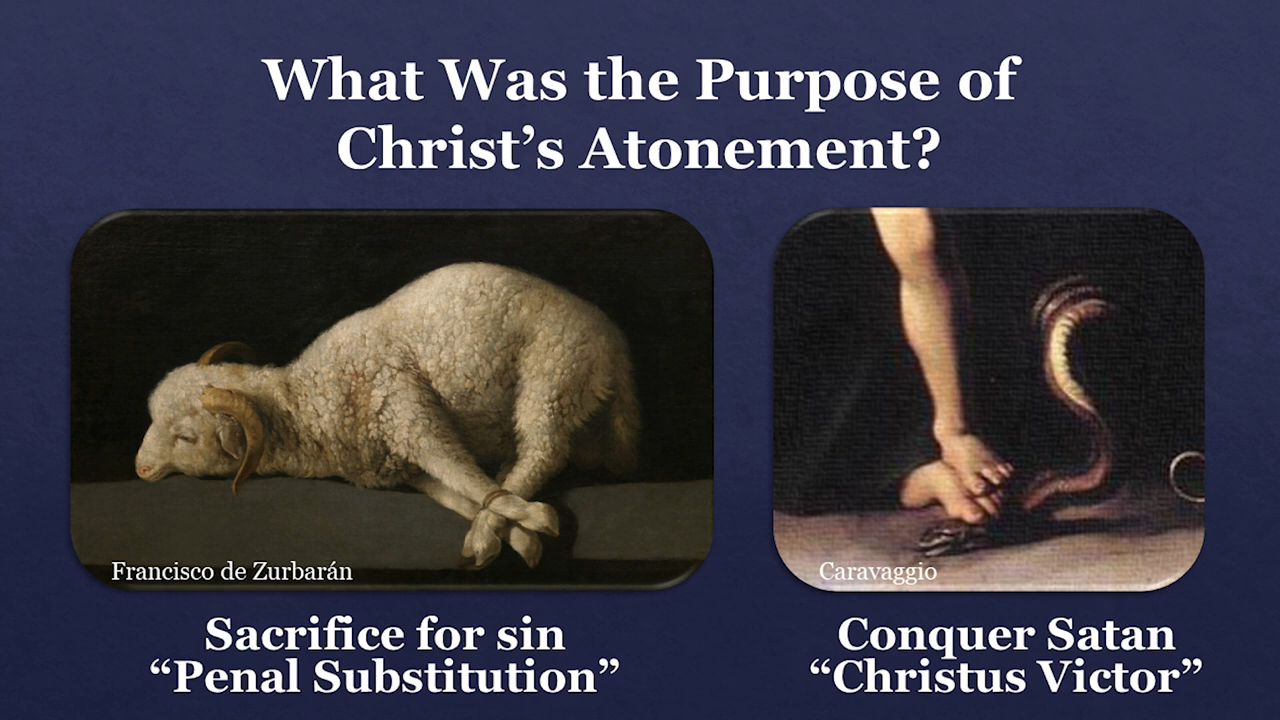 What Was the Purpose of
Christ’s Atonement?
Francisco de Zurbarán
Caravaggio
Sacrifice for sin
“Penal Substitution”
Conquer Satan
“Christus Victor”